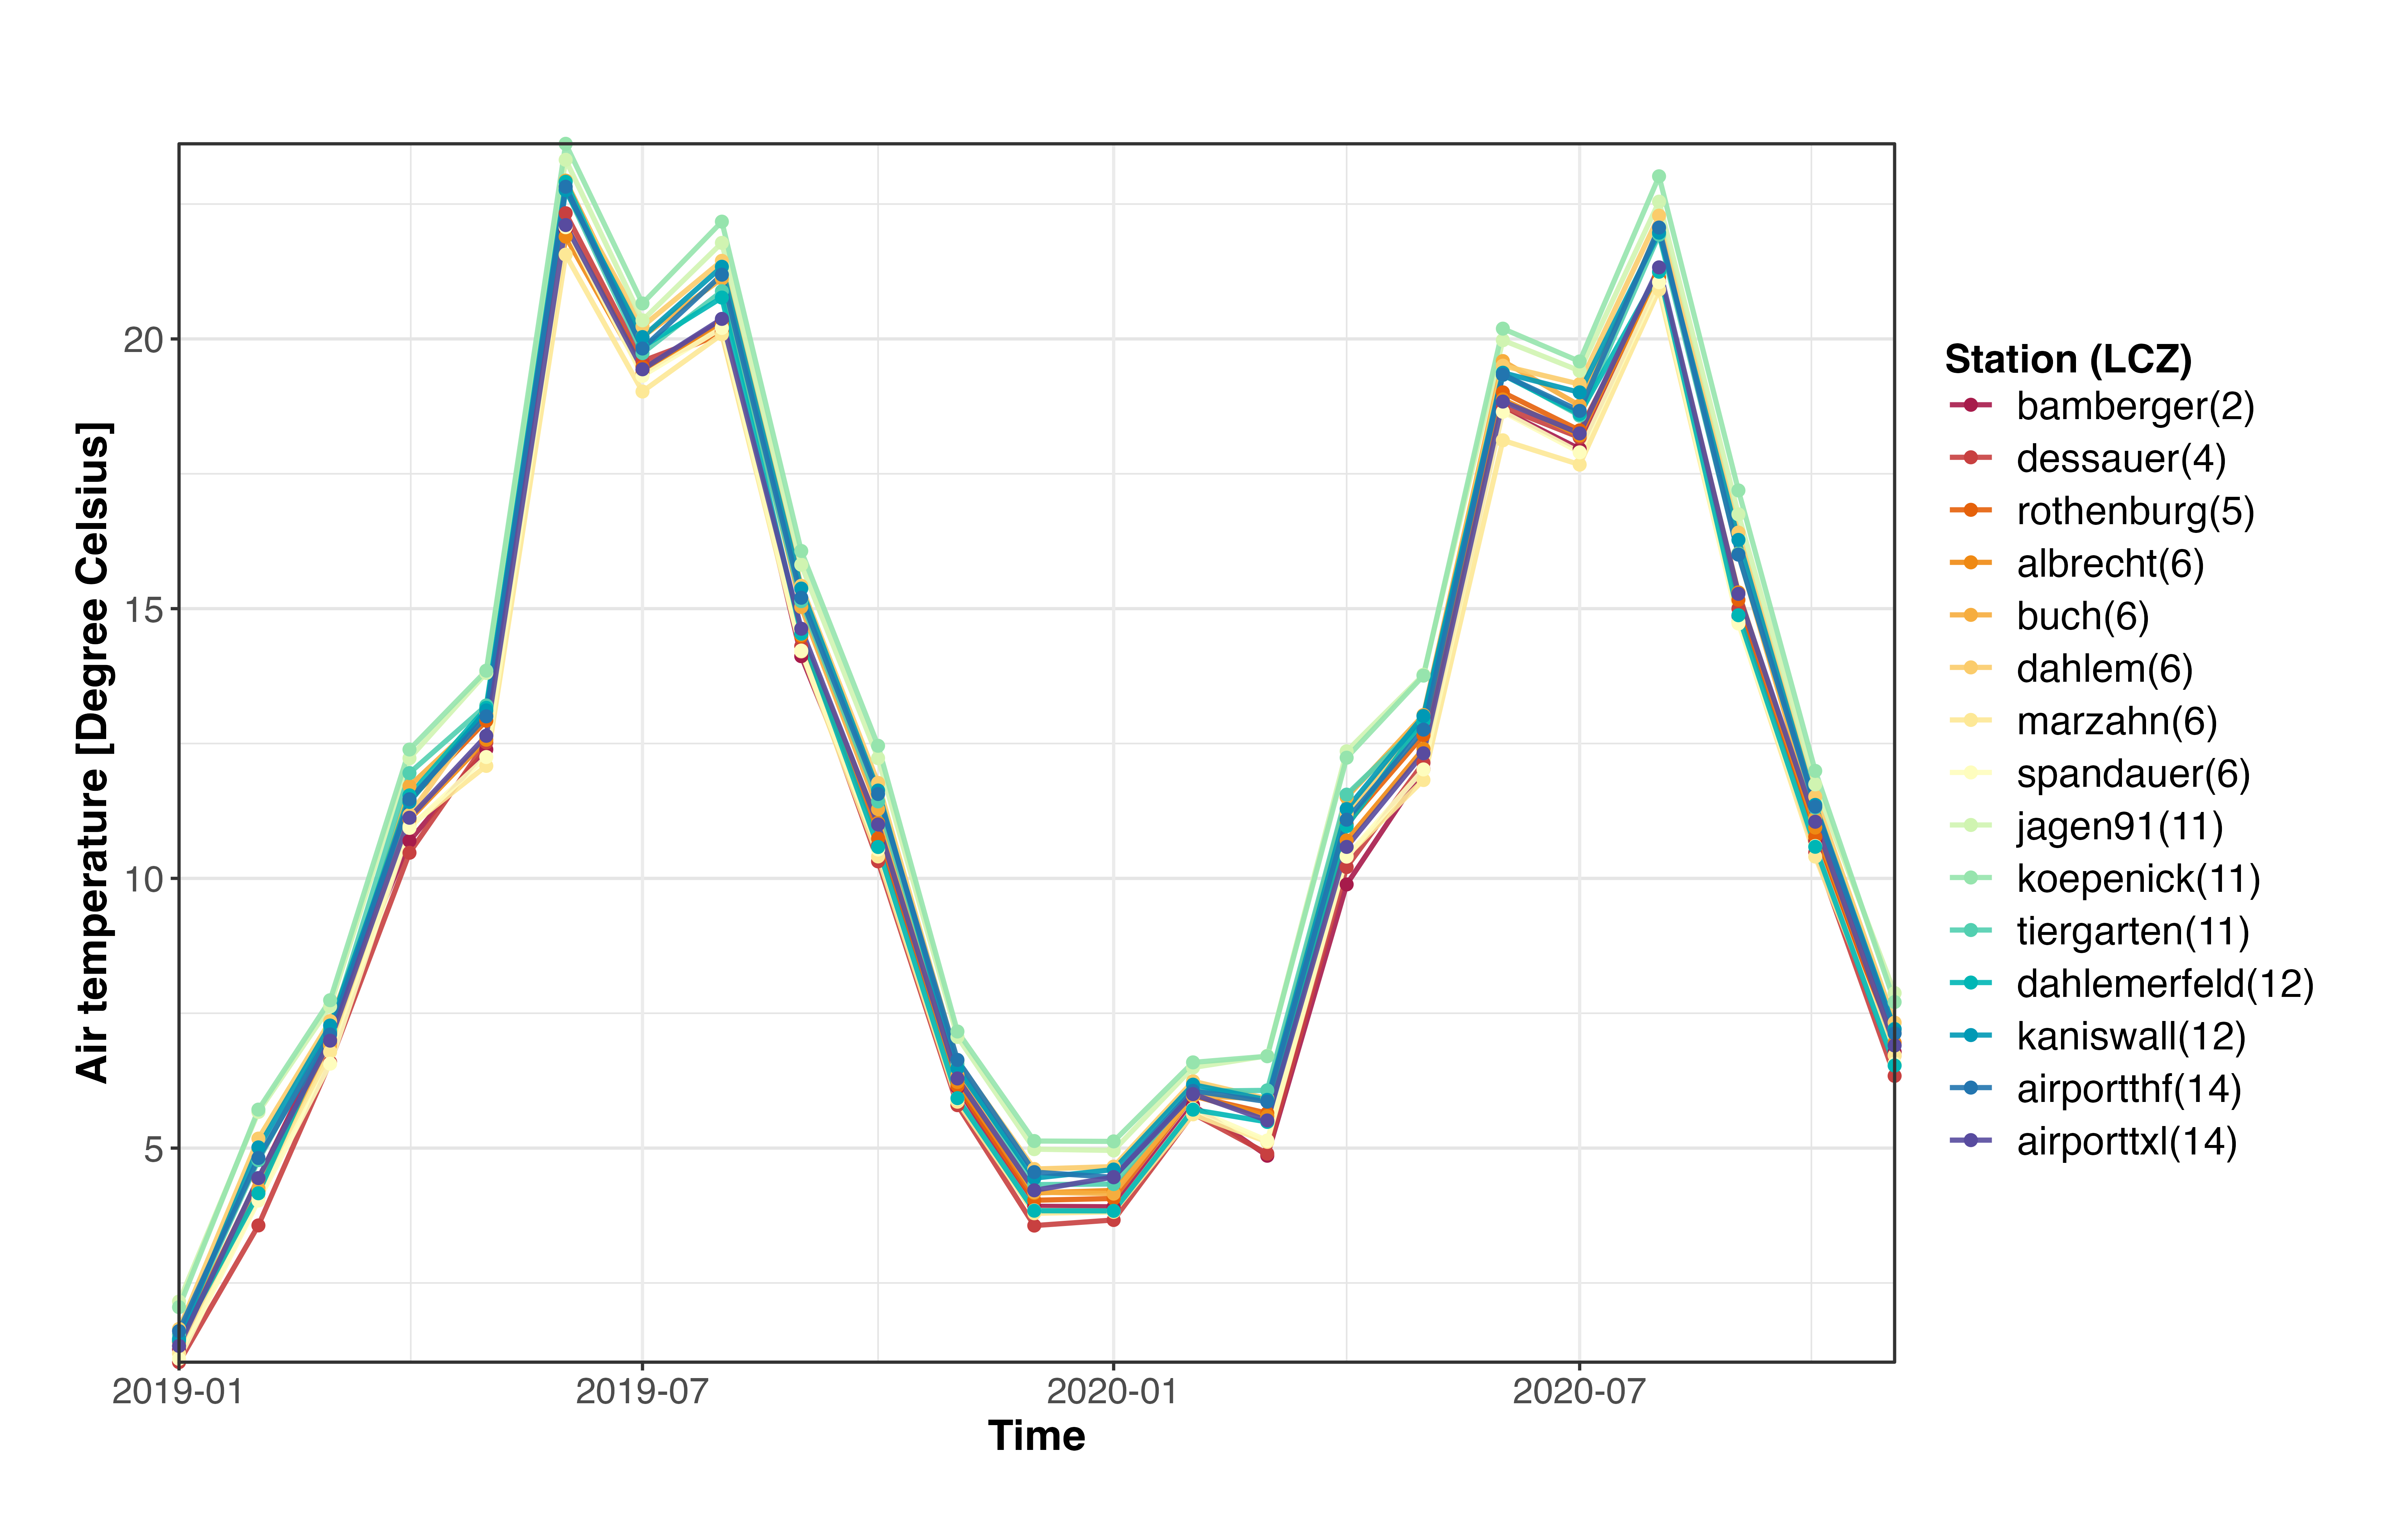 Air temperature [Degree Celsius]
20
15
10
5
2019-01
2019-07
2020-01
2020-07
Time
Station (LCZ)
bamberger(2)
dessauer(4)
rothenburg(5)
albrecht(6)
buch(6)
dahlem(6)
marzahn(6)
spandauer(6)
jagen91(11)
koepenick(11)
tiergarten(11)
dahlemerfeld(12)
kaniswall(12)
airportthf(14)
airporttxl(14)